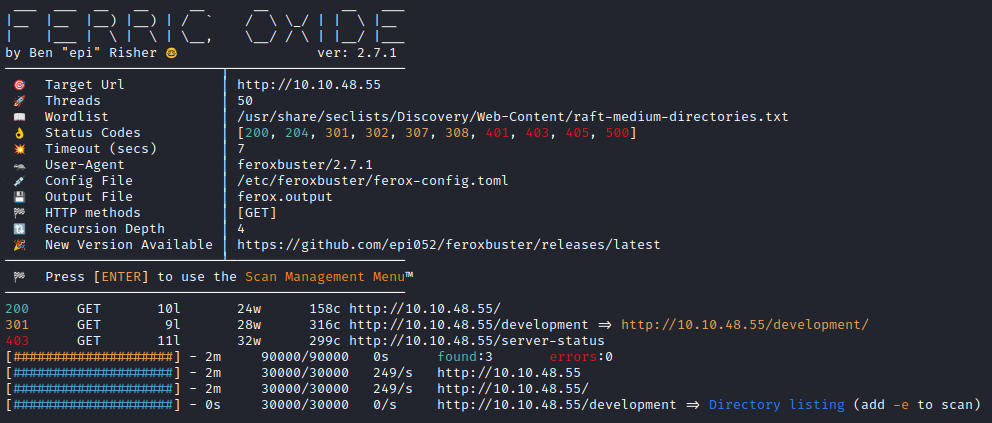 FERRIC OXIDE
by Ben "epi" Risher 🤓 ver: 2.7.1
🎯 Target Url │ http://10.10.48.55
🚀 Threads │ 50
📖 Wordlist │ /usr/share/seclists/Discovery/Web-Content/raft-medium-directories.txt
👌 Status Codes │ [200, 204, 301, 302, 307, 308, 401, 403, 405, 500]
💥 Timeout (secs) │ 7
🦡 User-Agent │ feroxbuster/2.7.1
💉 Config File │ /etc/feroxbuster/ferox-config.toml
💾 Output File │ ferox.output
🏁 HTTP methods │ [GET]
🔃 Recursion Depth │ 4
🎉 New Version Available │ https://github.com/epi052/feroxbuster/releases/latest
🏁 Press [ENTER] to use the Scan Management Menu™
200 GET 10l 24w 158c http://10.10.48.55/
301 GET 9l 28w 316c http://10.10.48.55/development => http://10.10.48.55/development/
403 GET 11l 32w 299c http://10.10.48.55/server-status
[####################] - 2m 90000/90000 0s found:3 errors:0
[####################] - 2m 30000/30000 249/s http://10.10.48.55
[####################] - 2m 30000/30000 249/s http://10.10.48.55/
[####################] - 0s 30000/30000 0/s http://10.10.48.55/development => Directory listing (add -e to scan)